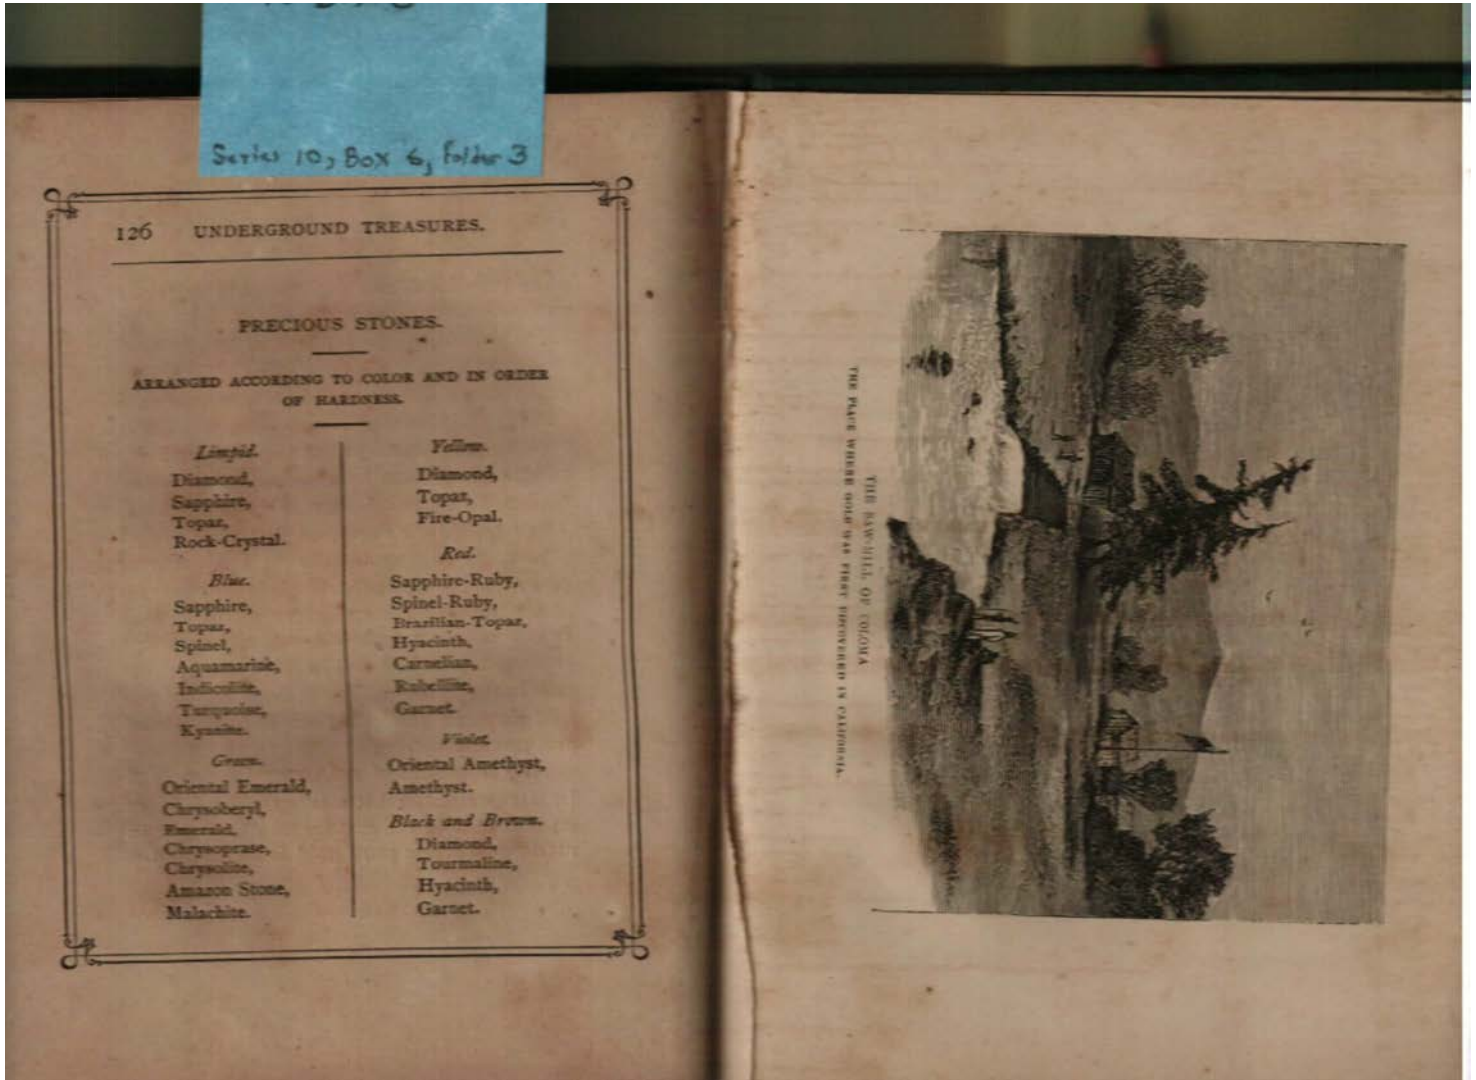 Series 10, Box 6, Folder 3
126 UNDERGROUND TREASURES.
PRECIOUS STONES.
ARRANGED ACCORDING TO COLOR AND IN ORDER
OF HARDNESS.
Limpid.
Diamond,
Sapphire,
Topaz,
Rock-Crystal.
Blue.
Sapphire,
Topaz,
Spinel,
Aquamarine,
Indicolite,
Turquoise,
Kyanite.
Green.
Oriental Emerald,
Chrysoberyl,
Emerald,
Chrysoprase,
Chrysolite,
Amazon Stone,
Malachite.
Yellow.
Diamond,
Topaz,
Fire-Opal.
Red.
Sapphire-Ruby,
Spinel-Ruby,
Brazilian-Topaz,
Hyacinth,
Carnelian,
Rubellite,
Garnet.
Violet.
Oriental Amethyst,
Amethyst.
Black and Brown.
Diamond,
Tourmaline,
Hyacinth,
Garnet.
THE SAW-MILL OF COLOMA
THE PLACE WHERE GOLD WAS FIRST DISCOVERED IN CALIFORNIA.